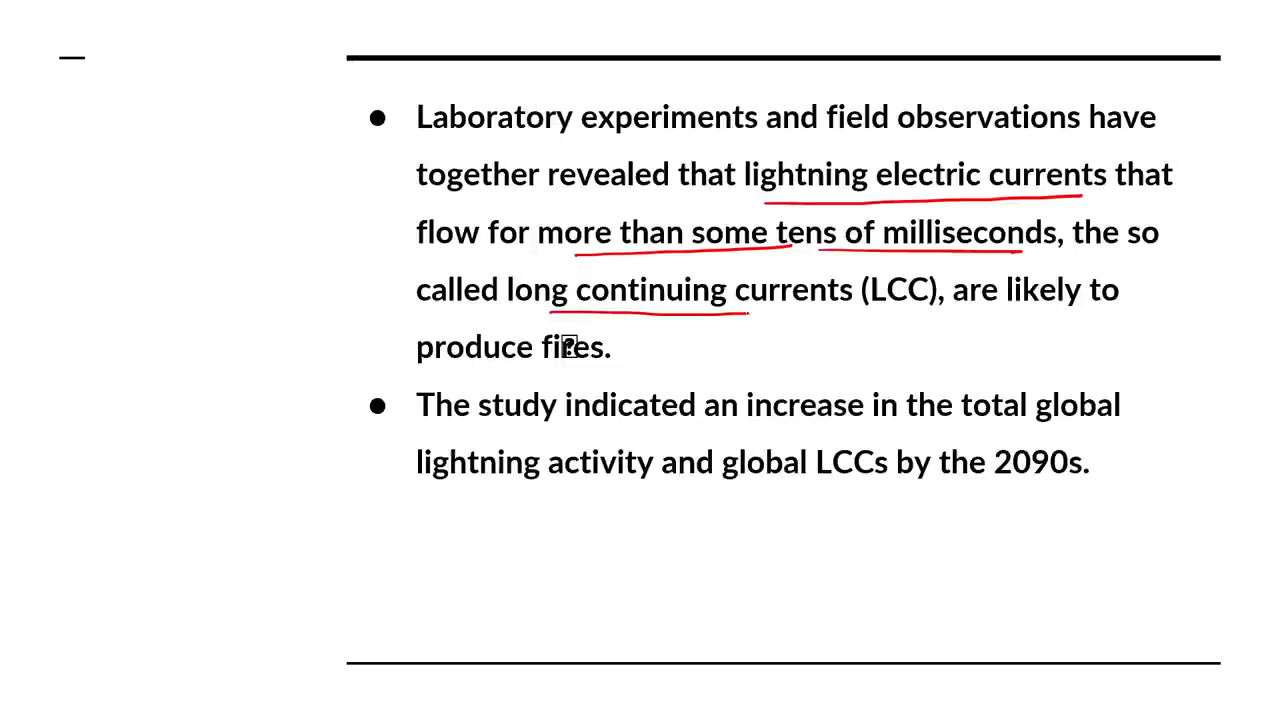 ● Laboratory experiments and field observations have
together revealed that lightning electric currents that
flow for more than some tens of milliseconds, the so
called long continuing currents (LCC), are likely to
produce fires.
● The study indicated an increase in the total global
lightning activity and global LCCs by the 2090s.